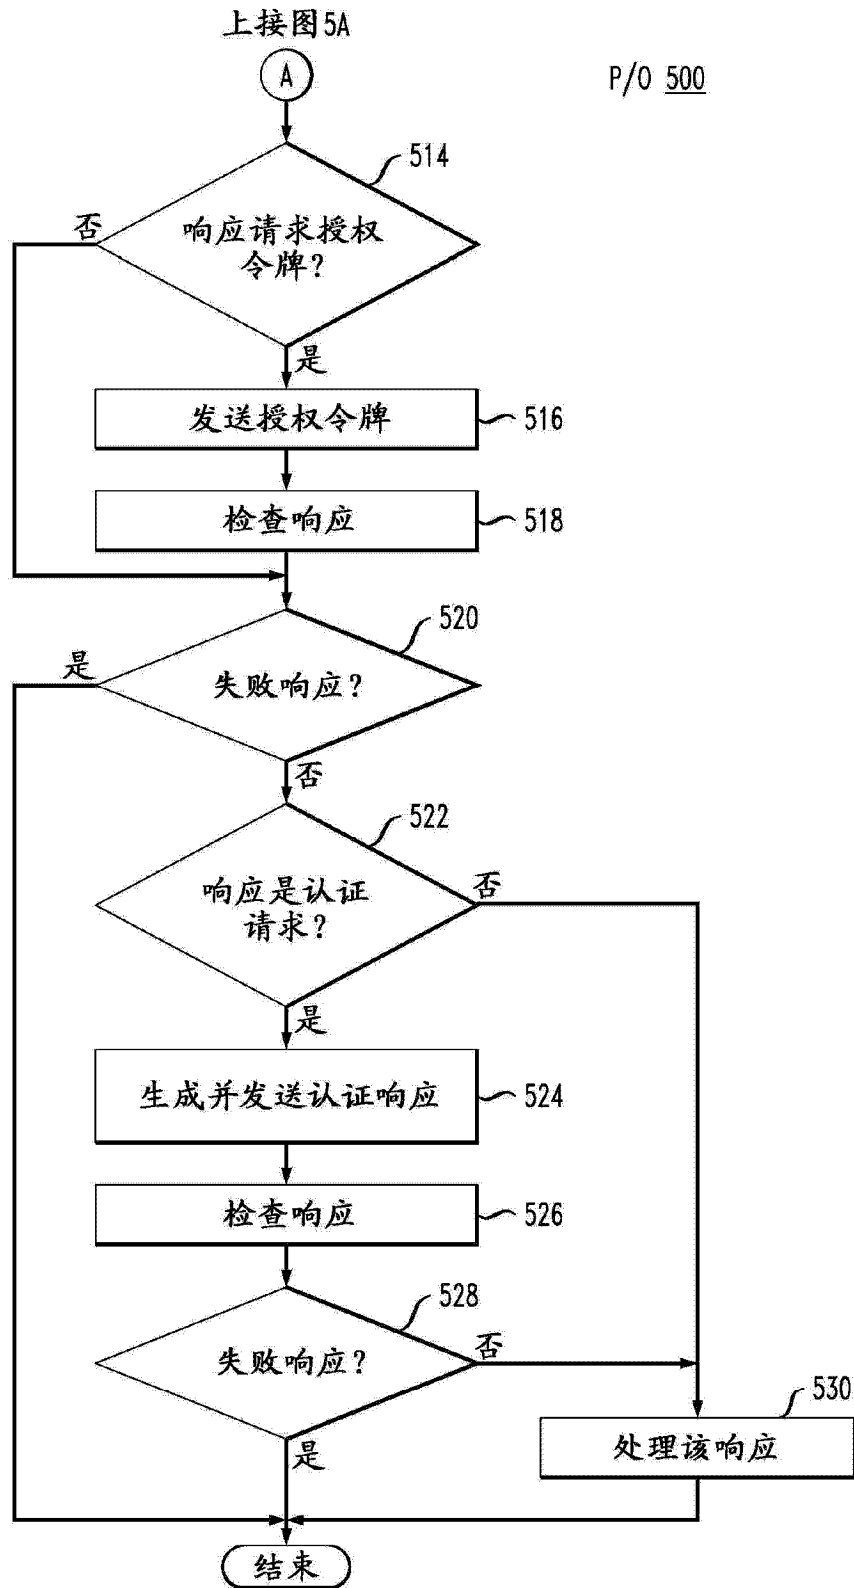 上接图5A
A
P/O 500
514
否
响应请求授权
令牌?
是
发送授权令牌
516
检查响应
518
520
是
失败响应?
否
522
响应是认证
请求?
否
是
生成并发送认证响应
524
检查响应
526
528
失败响应?
否
530
是
处理该响应
结束